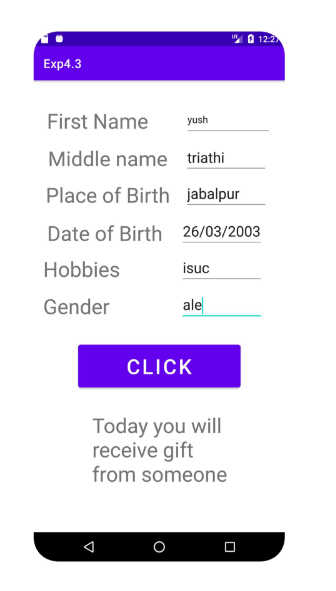 12:27
Exp4.3
First Name yush
Middle name triathi
Place of Birth jabalpur
Date of Birth 26/03/2003
Hobbies isuc
Gender ale
CLICK
Today you will
receive gift
from someone